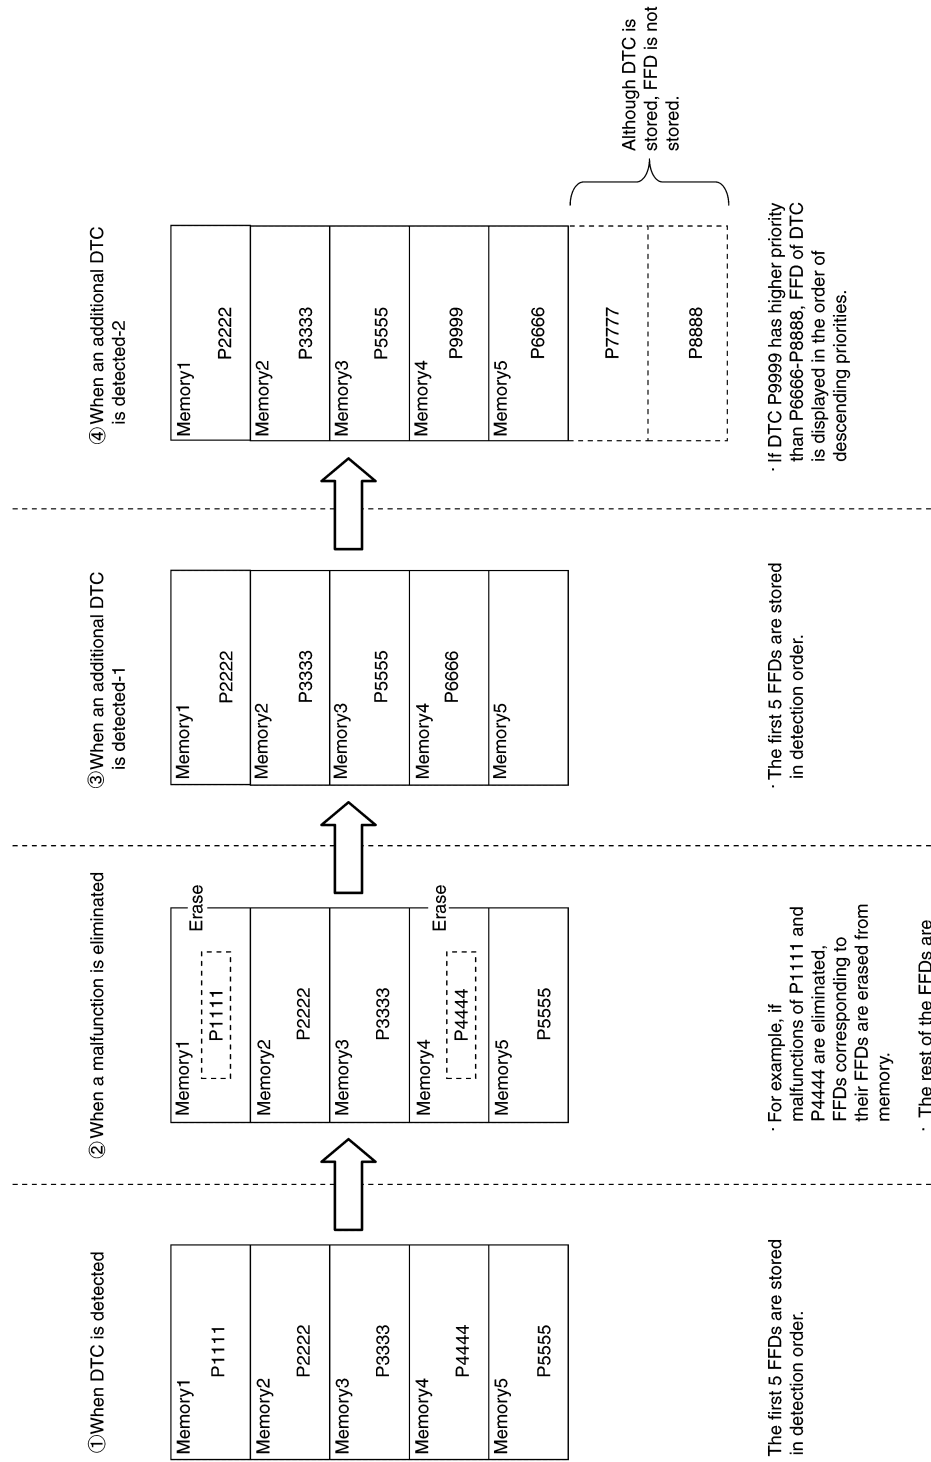 ①When DTC is detected
Memory1
P1111
Memory2
P2222
Memory3
P3333
Memory4
P4444
Memory5
P5555
The first 5 FFDs are stored
in detection order.
②When a malfunction is eliminated
Memory1
P1111
Erase
Memory2
P2222
Memory3
P3333
Memory4
P4444
Erase
Memory5
P5555
· For example, if
malfunctions of P1111 and
P4444 are eliminated,
FFDs corresponding to
their FFDs are erased from
memory.
· The rest of the FFDs are
③When an additional DTC
is detected-1
Memory1
P2222
Memory2
P3333
Memory3
P5555
Memory4
P6666
Memory5
· The first 5 FFDs are stored
in detection order.
④When an additional DTC
is detected-2
Memory1
P2222
Memory2
P3333
Memory3
P5555
Memory4
P9999
Memory5
P6666
P7777
P8888
Although DTC is
stored, FFD is not
stored.
· If DTC P9999 has higher priority
than P6666-P8888, FFD of DTC
is displayed in the order of
descending priorities.